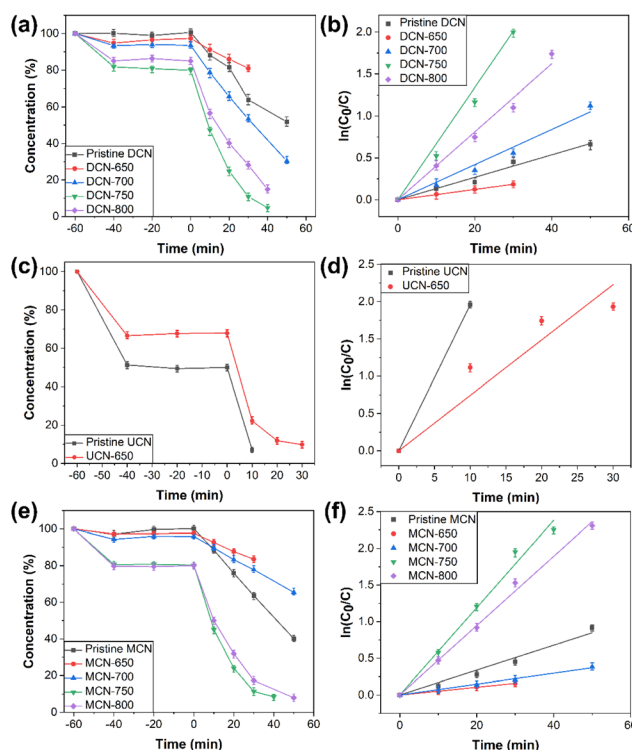 (a)
Concentration (%)
100
80
60
40
20
0
Pristine DCN
DCN-650
DCN-700
DCN-750
DCN-800
-60 -40 -20 0 20 40 60
Time (min)
(b)
ln(C0/C)
2.0
1.5
1.0
0.5
0.0
Pristine DCN
DCN-650
DCN-700
DCN-750
DCN-800
0 20 40 60
Time (min)
(c)
Concentration (%)
100
80
60
40
20
0
Pristine UCN
UCN-650
-60 -50 -40 -30 -20 -10 0 10 20 30
Time (min)
(d)
ln(C0/C)
2.5
2.0
1.5
1.0
0.5
0.0
Pristine UCN
UCN-650
0 5 10 15 20 25 30
Time (min)
(e)
Concentration (%)
100
80
60
40
20
0
Pristine MCN
MCN-650
MCN-700
MCN-750
MCN-800
-60 -40 -20 0 20 40 60
Time (min)
(f)
ln(C0/C)
2.5
2.0
1.5
1.0
0.5
0.0
Pristine MCN
MCN-650
MCN-700
MCN-750
MCN-800
0 20 40 60
Time (min)